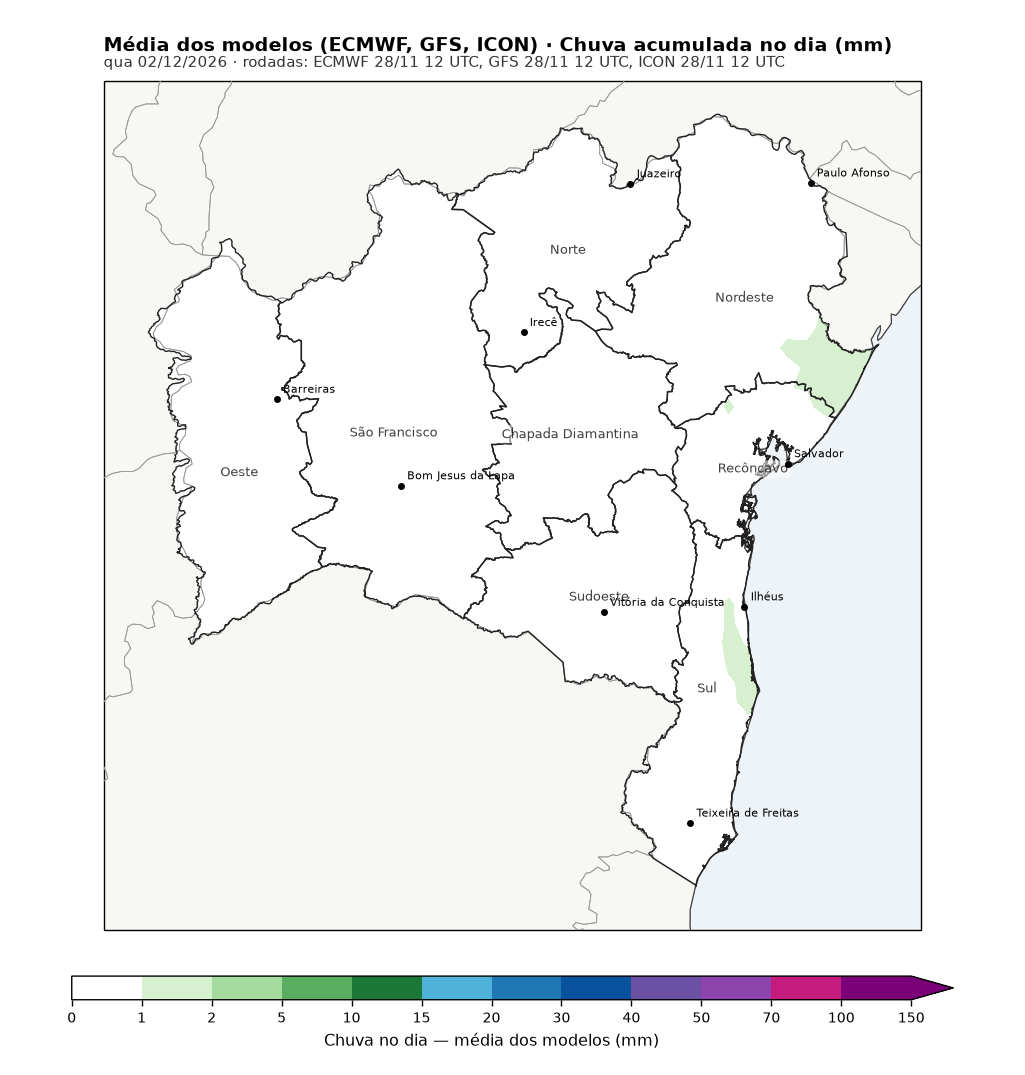 Média dos modelos (ECMWF, GFS, ICON) · Chuva acumulada no dia (mm)
qua 02/12/2026 · rodadas: ECMWF 28/11 12 UTC, GFS 28/11 12 UTC, ICON 28/11 12 UTC
Juazeiro
Paulo Afonso
Norte
Nordeste
Irecê
Barreiras
São Francisco
Chapada Diamantina
Salvador
Oeste
Recôncavo
Bom Jesus da Lapa
Sudoeste
Ilhéus
Vitória da Conquista
Sul
Teixeira de Freitas
0 1 2 5 10 15 20 30 40 50 70 100 150
Chuva no dia — média dos modelos (mm)